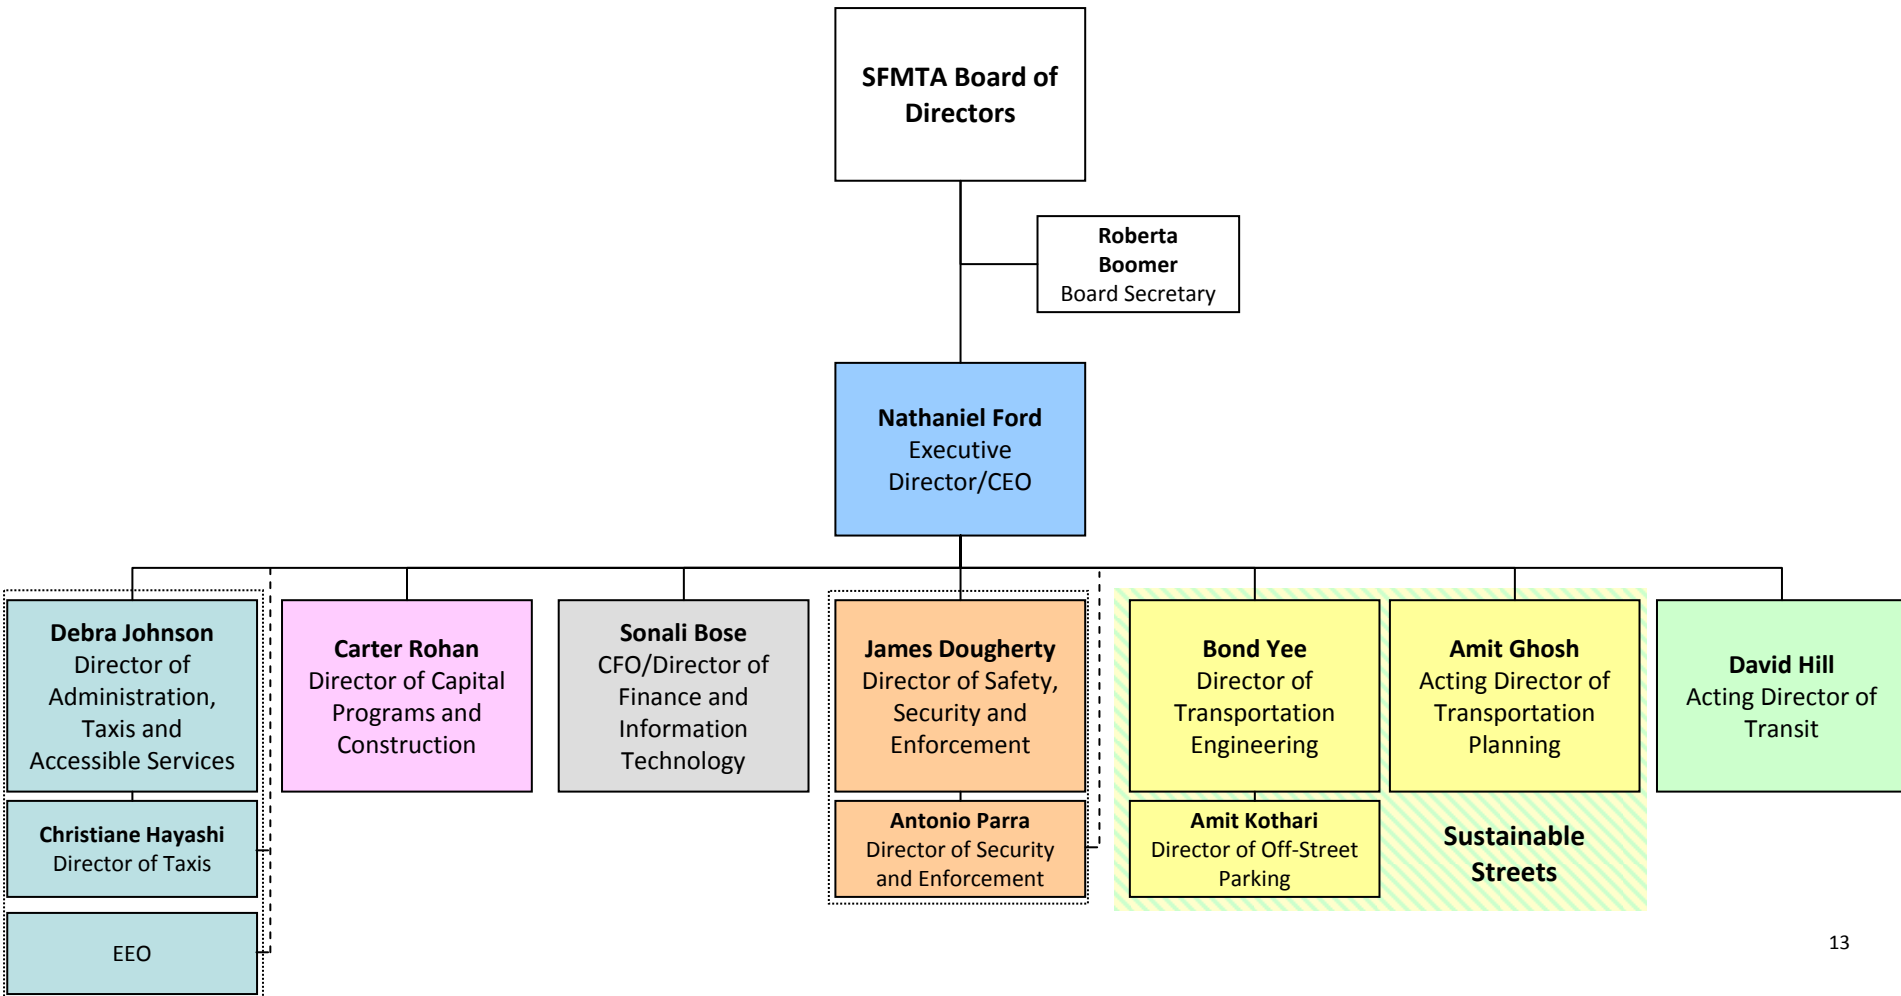 SFMTA Board of
Directors
Roberta
Boomer
Board Secretary
Nathaniel Ford
Executive
Director/CEO
Debra Johnson
Director of
Administration,
Taxis and
Accessible Services
Carter Rohan
Director of Capital
Programs and
Construction
Sonali Bose
CFO/Director of
Finance and
Information
Technology
James Dougherty
Director of Safety,
Security and
Enforcement
Bond Yee
Director of
Transportation
Engineering
Amit Ghosh
Acting Director of
Transportation
Planning
David Hill
Acting Director of
Transit
Christiane Hayashi
Director of Taxis
Antonio Parra
Director of Security
and Enforcement
Amit Kothari
Director of Off-Street
Parking
Sustainable
Streets
EEO
13